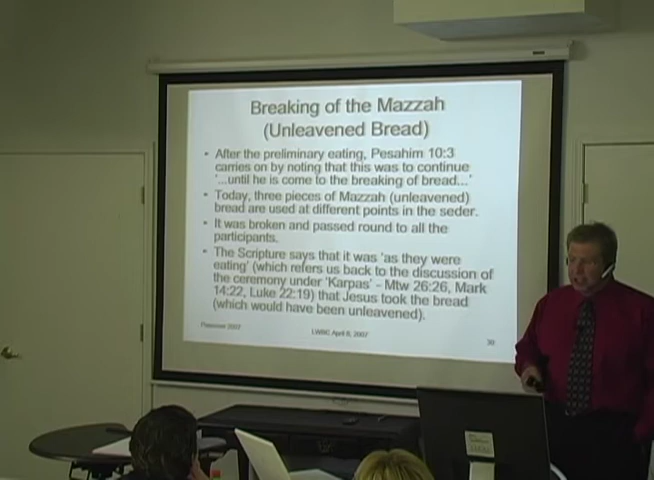 Breaking of the Mazzah
(Unleavened Bread)
• After the preliminary eating, Pesahim 10:3
carries on by noting that this was to continue
'...until he is come to the breaking of bread...'
• Today, three pieces of Mazzah (unleavened)
bread are used at different points in the seder.
• It was broken and passed round to all the
participants.
• The Scripture says that it was 'as they were
eating' (which refers us back to the discussion of
the ceremony under 'Karpas' - Mtw 26:26, Mark
14:22, Luke 22:19) that Jesus took the bread
(which would have been unleavened).
Passover 2007
LWBC April 8, 2007